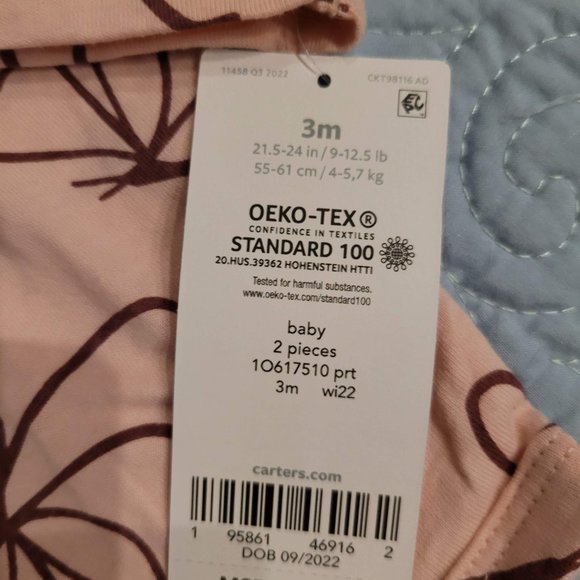 11458 Q3 2022
CKT98116 AD
3m
21.5-24 in / 9-12.5 lb
55-61 cm / 4-5,7 kg
OEKO-TEX®
CONFIDENCE IN TEXTILES
STANDARD 100
20.HUS.39362 HOHENSTEIN HTTI
Tested for harmful substances.
www.oeko-tex.com/standard100
baby
2 pieces
1O617510 prt
3m wi22
carters.com
1 95861 46916 2
DOB 09/2022